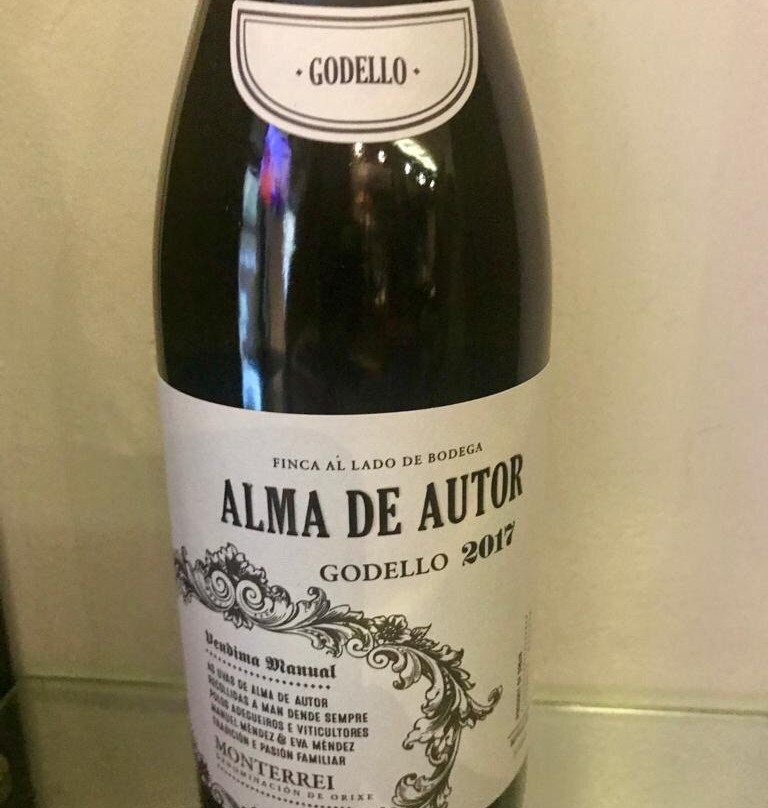 · GODELLO ·
FINCA AL LADO DE BODEGA
ALMA DE AUTOR
GODELLO 2017
Vendima Manual
AS UVAS DE ALMA DE AUTOR
RECOLLIDAS A MAN DENDE SEMPRE
POLOS ADEGUEIROS E VITICULTORES
MANUEL MÉNDEZ & EVA MÉNDEZ
TRADICIÓN E PASIÓN FAMILIAR
MONTERREI
DENOMINACIÓN DE ORIXE